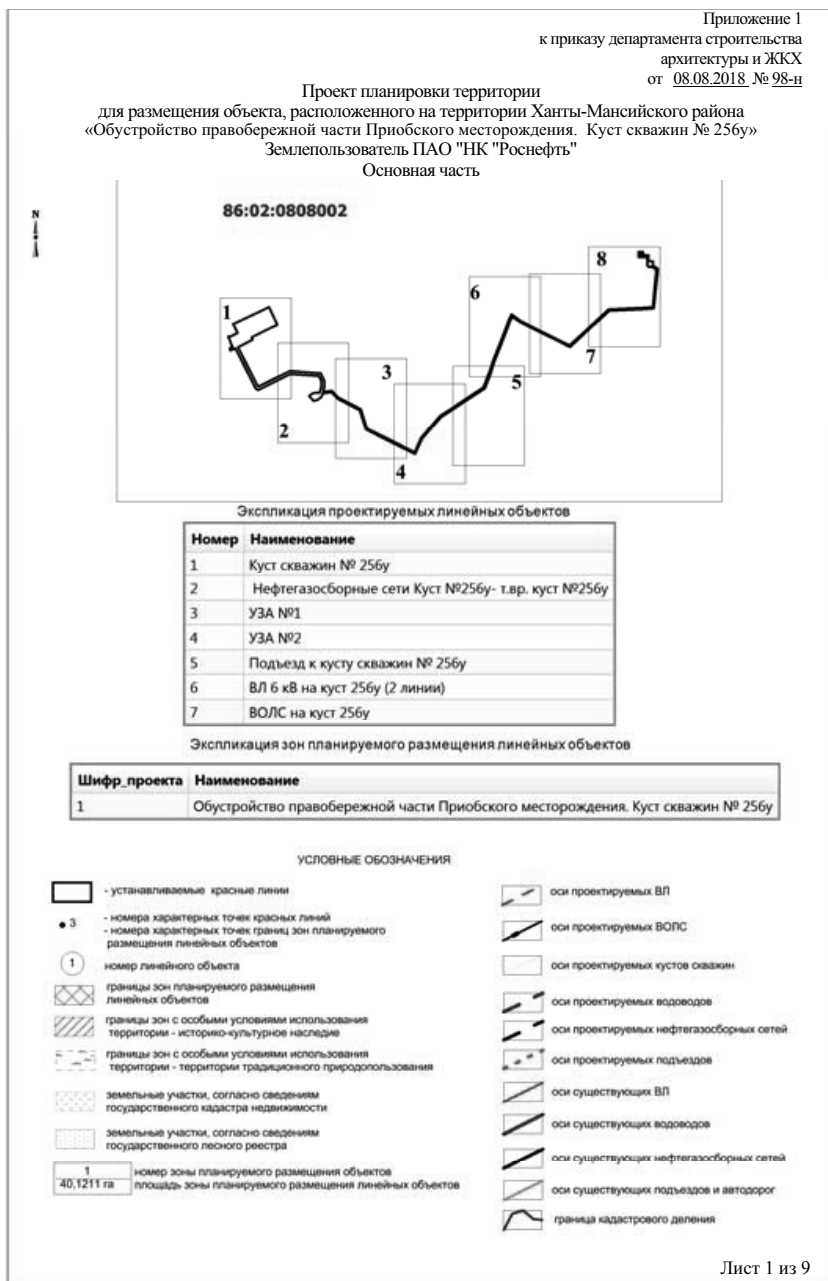 Приложение 1
к приказу департамента строительства
архитектуры и ЖКХ
от 08.08.2018 № 98-н
Проект планировки территории
для размещения объекта, расположенного на территории Ханты-Мансийского района
«Обустройство правобережной части Приобского месторождения. Куст скважин № 256у»
Землепользователь ПАО "НК "Роснефть"
Основная часть
86:02:0808002
N
1
2
3
4
5
6
7
8
Экспликация проектируемых линейных объектов
Номер Наименование
1 Куст скважин № 256у
2 Нефтегазосборные сети Куст №256у- т.вр. куст №256у
3 УЗА №1
4 УЗА №2
5 Подъезд к кусту скважин № 256у
6 ВЛ 6 кВ на куст 256у (2 линии)
7 ВОЛС на куст 256у
Экспликация зон планируемого размещения линейных объектов
Шифр_проекта Наименование
1 Обустройство правобережной части Приобского месторождения. Куст скважин № 256у
УСЛОВНЫЕ ОБОЗНАЧЕНИЯ
- устанавливаемые красные линии
3
- номера характерных точек красных линий
- номера характерных точек границ зон планируемого
размещения линейных объектов
1 номер линейного объекта
границы зон планируемого размещения
линейных объектов
границы зон с особыми условиями использования
территории - историко-культурное наследие
границы зон с особыми условиями использования
территории - территории традиционного природопользования
земельные участки, согласно сведениям
государственного кадастра недвижимости
земельные участки, согласно сведениям
государственного лесного реестра
1 номер зоны планируемого размещения объектов
40,1211 га площадь зоны планируемого размещения линейных объектов
оси проектируемых ВЛ
оси проектируемых ВОЛС
оси проектируемых кустов скважин
оси проектируемых водоводов
оси проектируемых нефтегазосборных сетей
оси проектируемых подъездов
оси существующих ВЛ
оси существующих водоводов
оси существующих нефтегазосборных сетей
оси существующих подъездов и автодорог
граница кадастрового деления
Лист 1 из 9